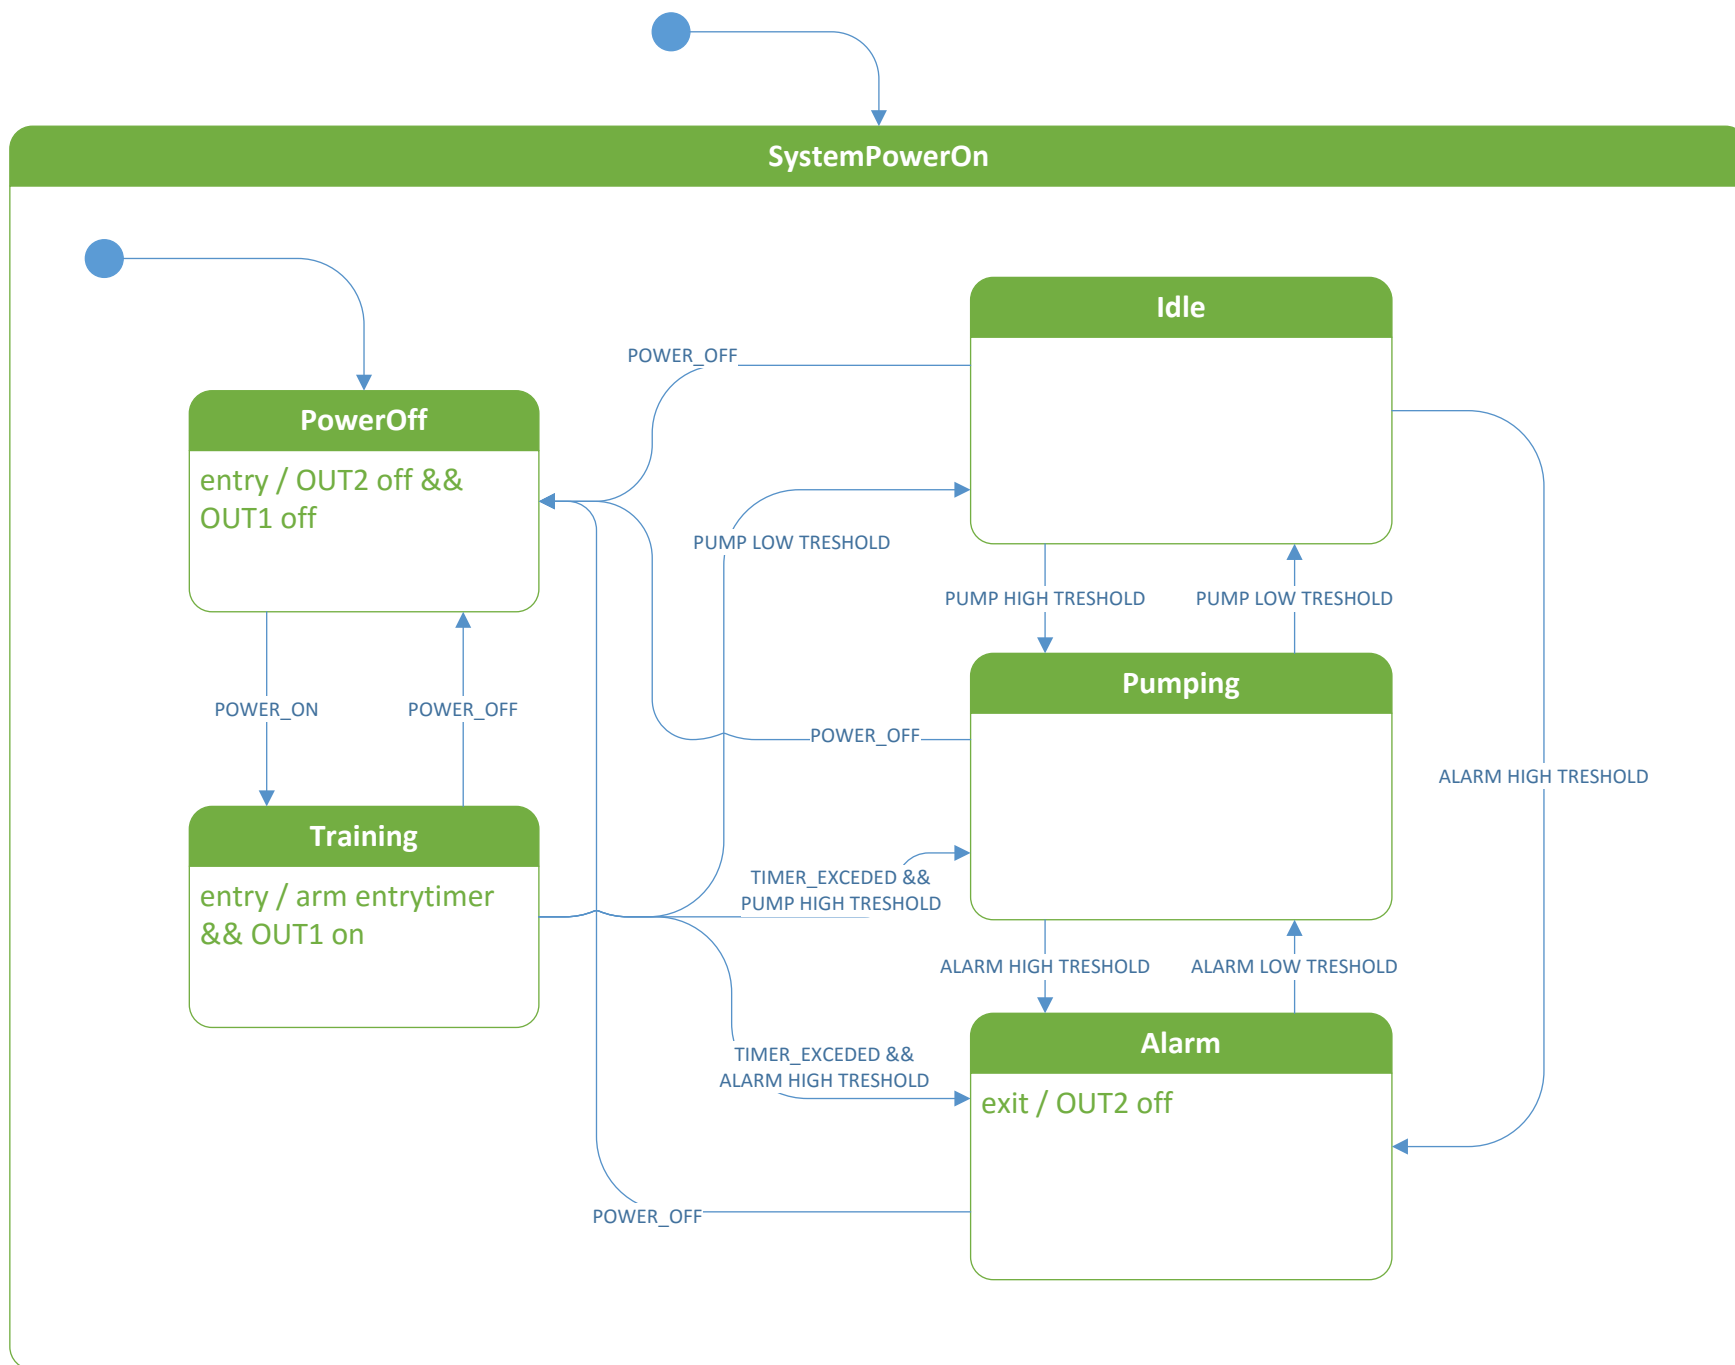 SystemPowerOn
Idle
POWER_OFF
PowerOff
entry / OUT2 off &&
OUT1 off
PUMP LOW TRESHOLD
PUMP HIGH TRESHOLD
PUMP LOW TRESHOLD
Pumping
POWER_ON
POWER_OFF
POWER_OFF
ALARM HIGH TRESHOLD
Training
entry / arm entrytimer
&& OUT1 on
TIMER_EXCEDED &&
PUMP HIGH TRESHOLD
ALARM HIGH TRESHOLD
ALARM LOW TRESHOLD
Alarm
exit / OUT2 off
TIMER_EXCEDED &&
ALARM HIGH TRESHOLD
POWER_OFF